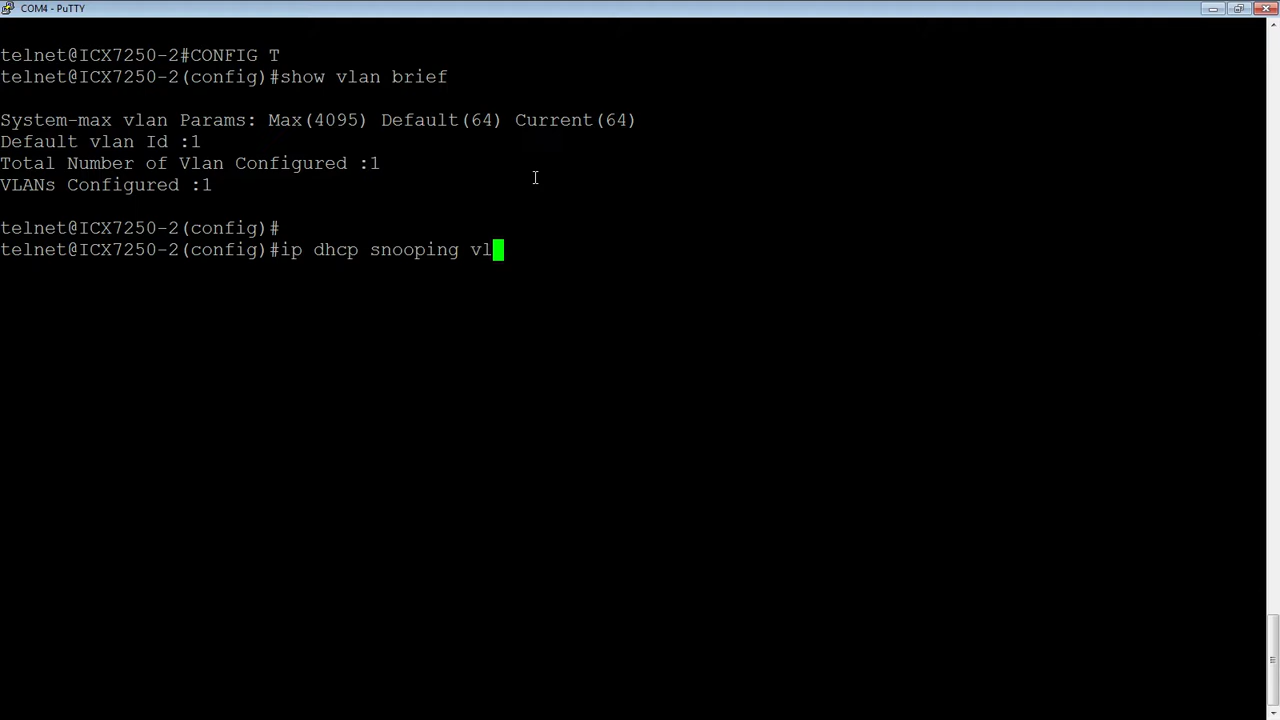 COM4 - PuTTY
telnet@ICX7250-2#CONFIG T
telnet@ICX7250-2(config)#show vlan brief
System-max vlan Params: Max(4095) Default(64) Current(64)
Default vlan Id :1
Total Number of Vlan Configured :1
VLANs Configured :1
telnet@ICX7250-2(config)#
telnet@ICX7250-2(config)#ip dhcp snooping vl